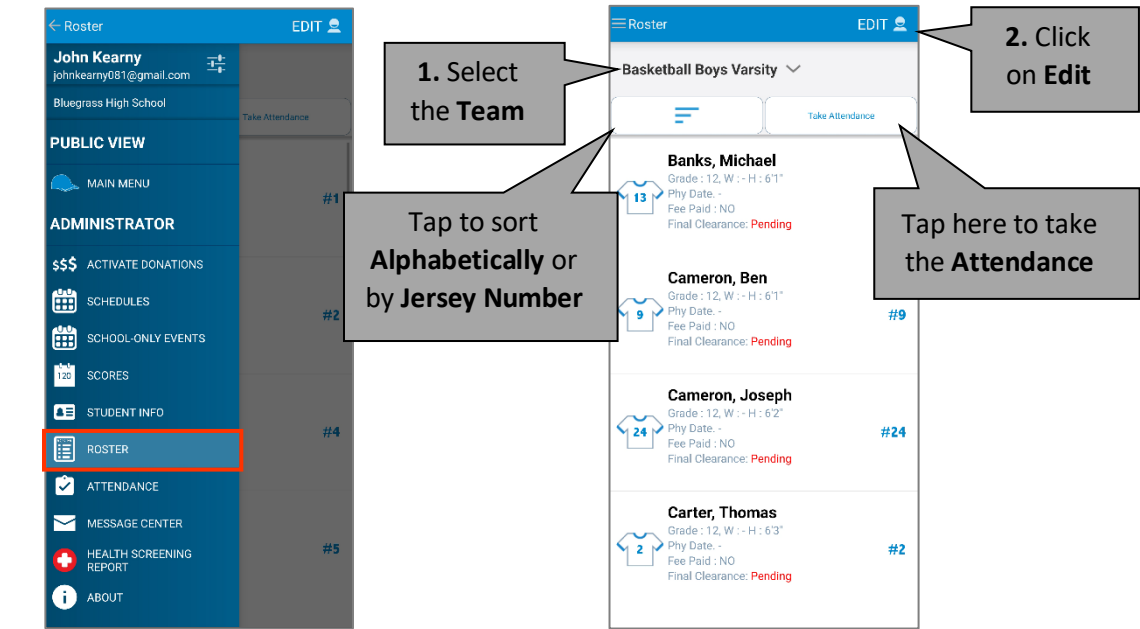 Roster
EDIT
John Kearny
johnkearny081@gmail.com
Bluegrass High School
Take Attendance
PUBLIC VIEW
MAIN MENU
#1
ADMINISTRATOR
$$$ ACTIVATE DONATIONS
SCHEDULES
#2
SCHOOL-ONLY EVENTS
120 SCORES
STUDENT INFO
#4
ROSTER
ATTENDANCE
MESSAGE CENTER
#5
HEALTH SCREENING
REPORT
i ABOUT
1. Select
the Team
Tap to sort
Alphabetically or
by Jersey Number
Roster
EDIT
Basketball Boys Varsity
Take Attendance
Banks, Michael
Grade : 12, W : - H : 6'1"
13 Phy Date. -
Fee Paid : NO
Final Clearance: Pending
Cameron, Ben
Grade : 12, W : - H : 6'1"
9 Phy Date. - #9
Fee Paid : NO
Final Clearance: Pending
Cameron, Joseph
Grade : 12, W : - H : 6'2"
24 Phy Date. - #24
Fee Paid : NO
Final Clearance: Pending
Carter, Thomas
Grade : 12, W : - H : 6'3"
2 Phy Date. - #2
Fee Paid : NO
Final Clearance: Pending
2. Click
on Edit
Tap here to take
the Attendance